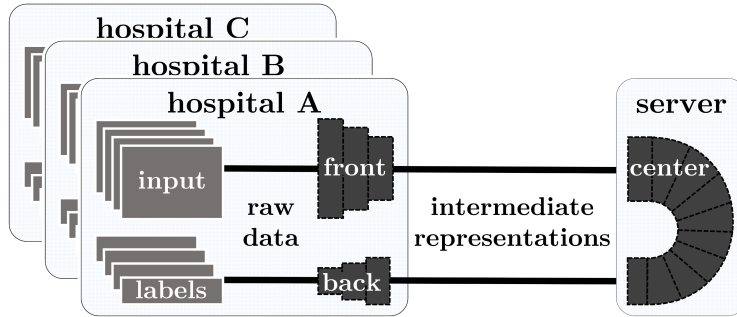 hospital C
hospital B
hospital A
server
input
front
center
raw
data
intermediate
representations
labels
back